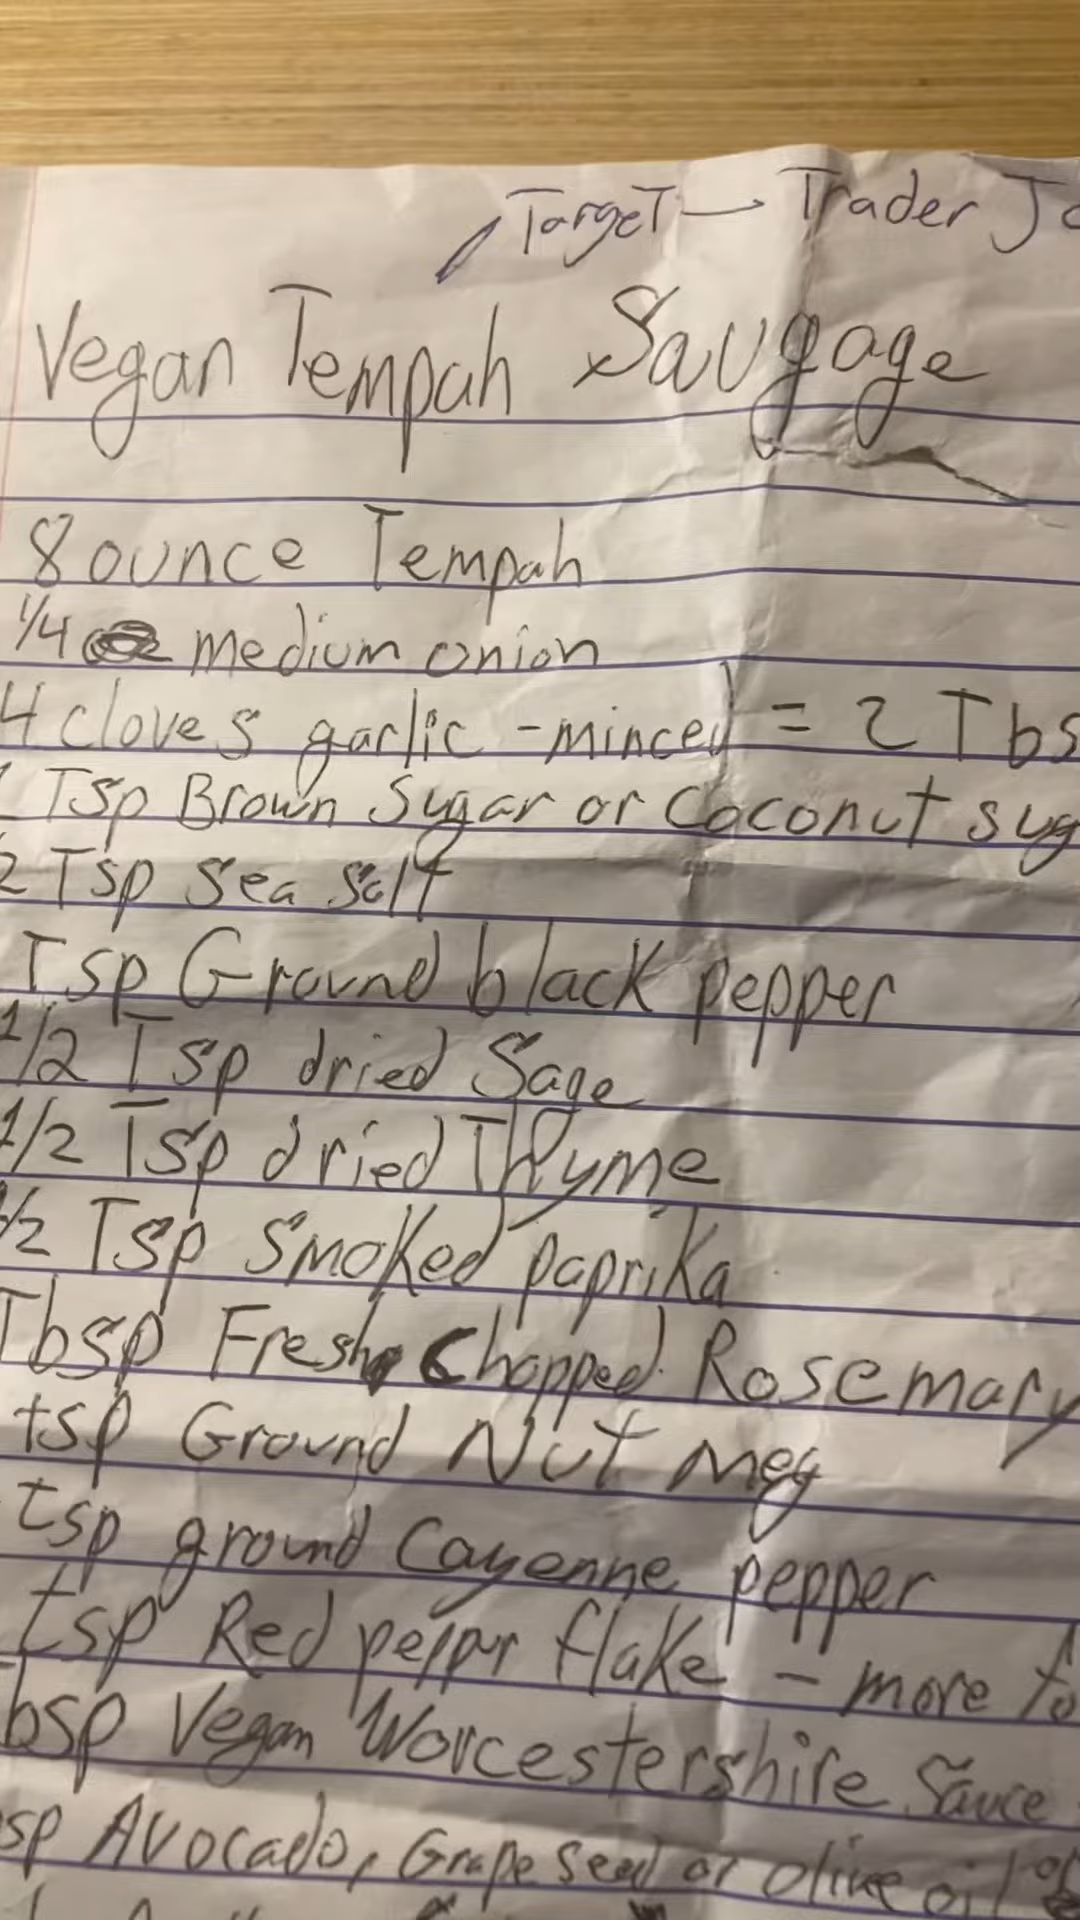 Target — Trader Jo
Vegan Tempah Saugage
8 ounce Tempah
1/4 medium onion
4 cloves garlic - minced = 2 Tbs
Tsp Brown Sugar or Coconut sug
2 Tsp Sea Salt
Tsp Ground black pepper
1/2 Tsp dried Sage
1/2 Tsp dried Thyme
1/2 Tsp Smoked paprika
Tbsp Fresh Chopped Rosemary
tsp Ground Nut meg
tsp ground Cayenne pepper
tsp Red pepper flake - more fo
bsp Vegan Worcestershire Sauce
sp Avocado, Grape seed or olive oil